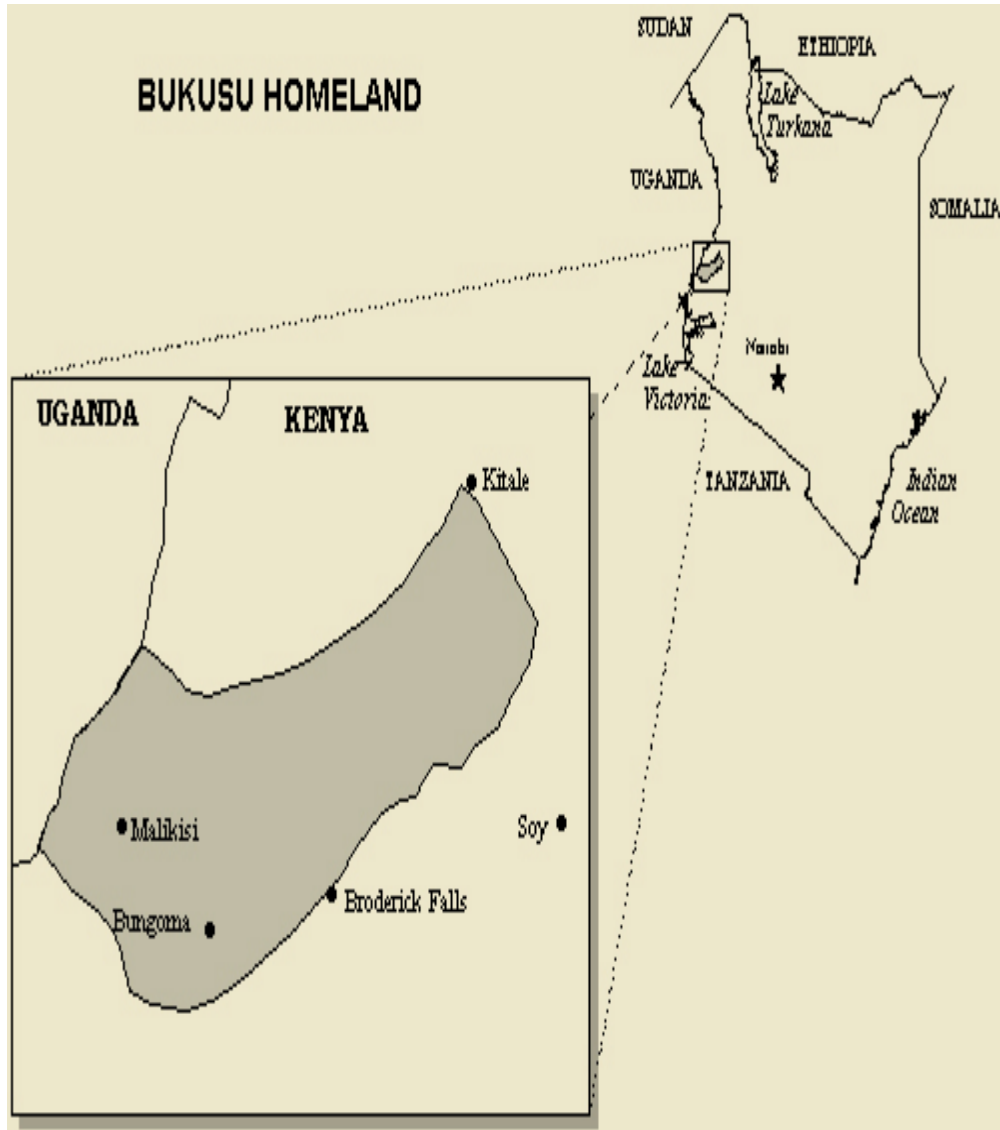 BUKUSU HOMELAND
SUDAN
ETHIOPIA
Lake
Turkana
UGANDA
SOMALIA
Nairobi
Lake
Victoria
TANZANIA
Indian
Ocean
UGANDA
KENYA
Kitale
Malikisi
Soy
Broderick Falls
Bungoma